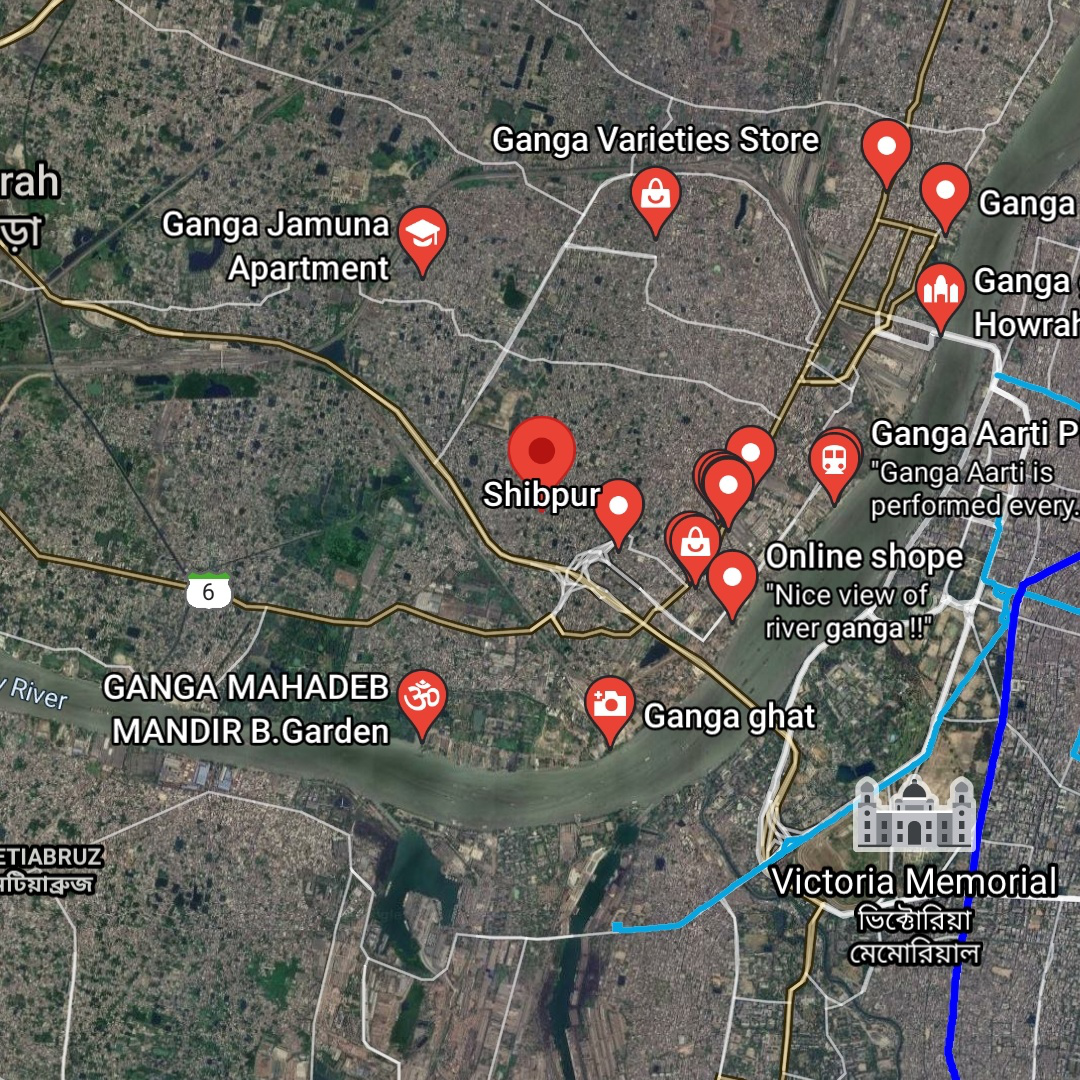 Ganga Varieties Store
rah
ড়া
Ganga Jamuna
Apartment
Ganga
Ganga
Howrah
Shibpur
Ganga Aarti P
"Ganga Aarti is
performed every.
Online shope
"Nice view of
river ganga !!"
6
y River
GANGA MAHADEB
MANDIR B.Garden
Ganga ghat
ETIABRUZ
মেটিয়াব্রুজ
Victoria Memorial
ভিক্টোরিয়া
মেমোরিয়াল